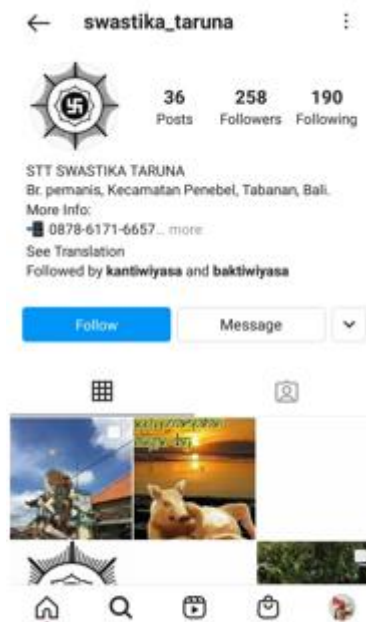 swastika_taruna
36 258 190
Posts Followers Following
STT SWASTIKA TARUNA
Br. pemanis, Kecamatan Penebel, Tabanan, Bali.
More Info:
0878-6171-6657... more
See Translation
Followed by kantiwiyasa and baktiwiyasa
Follow Message